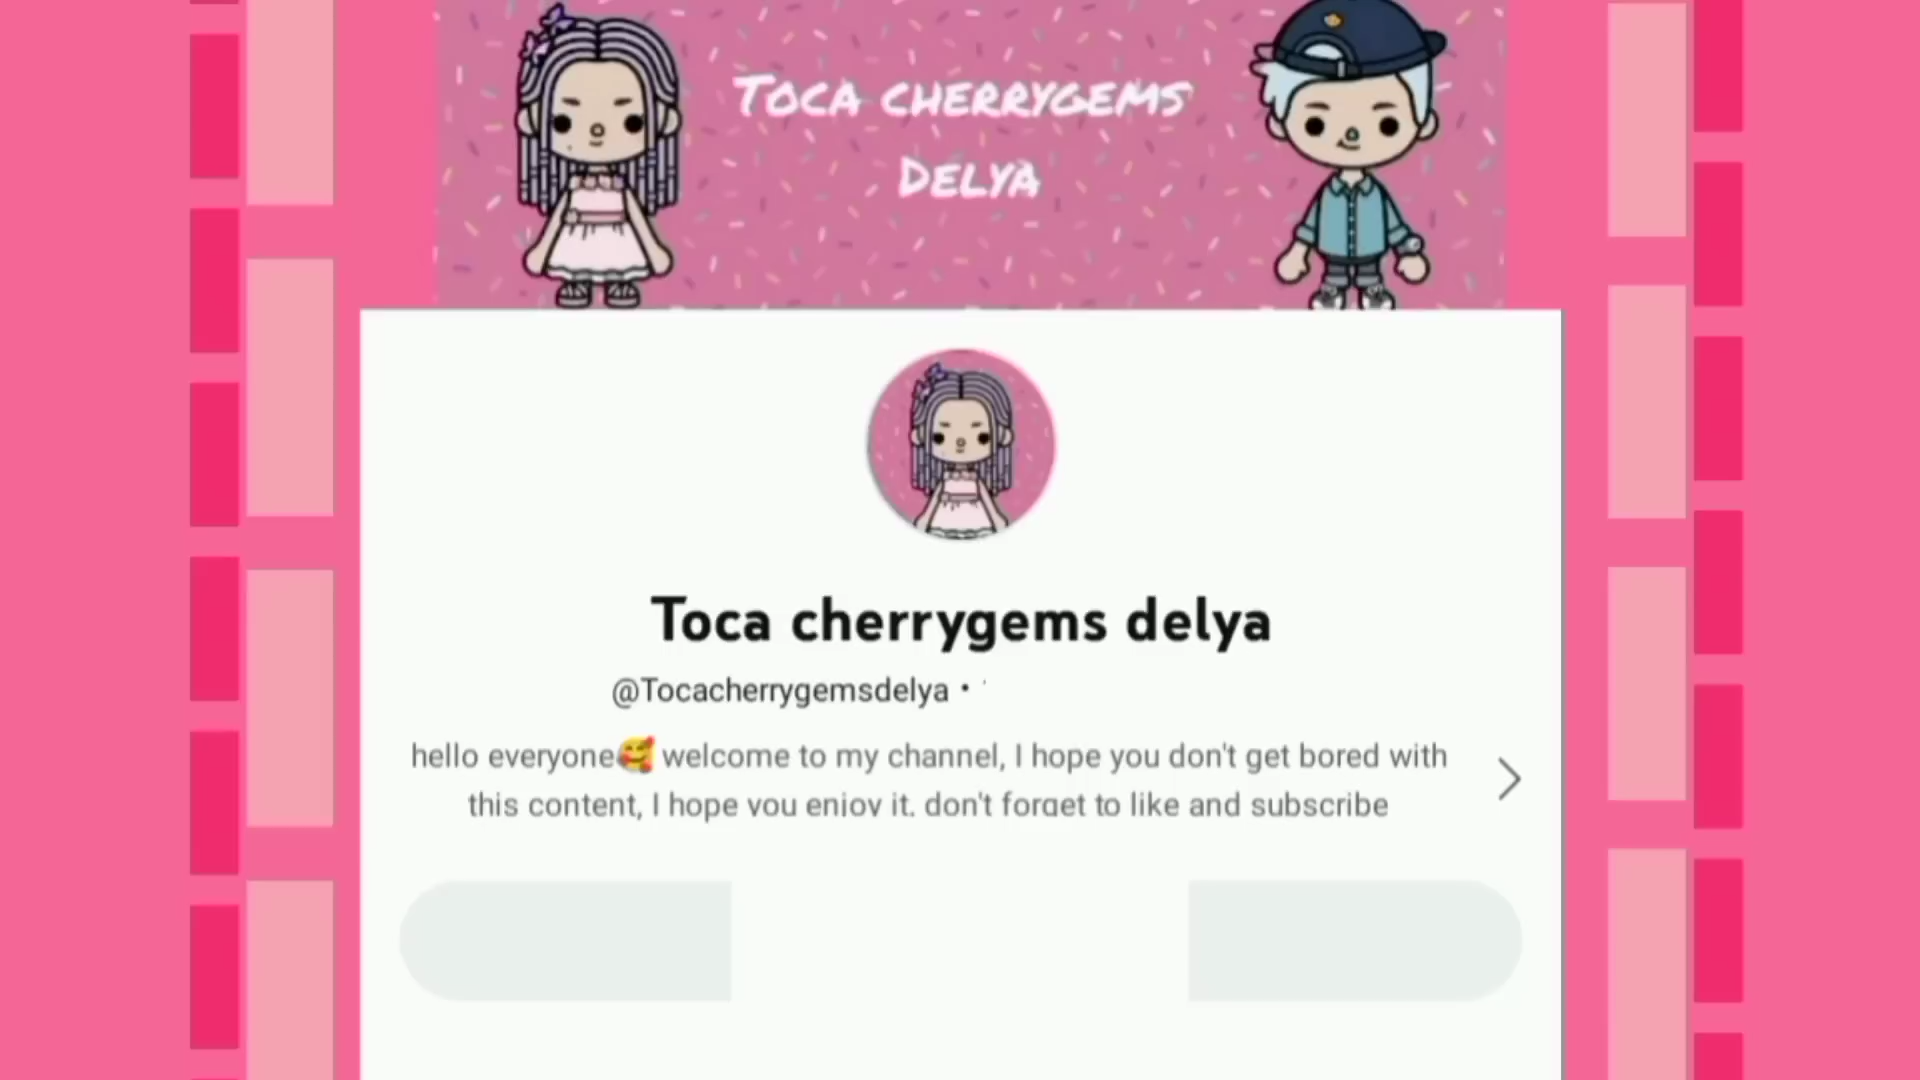 TOCA CHERRYGEMS
DELYA
Toca cherrygems delya
@Tocacherrygemsdelya •
hello everyone🥰 welcome to my channel, I hope you don't get bored with
this content, I hope you enjoy it. don't forget to like and subscribe